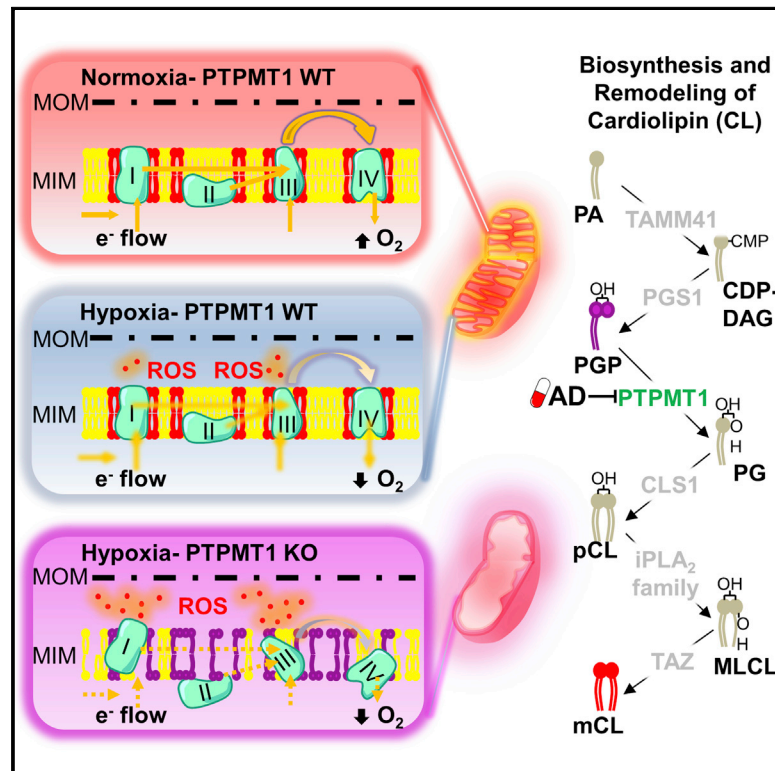 Normoxia- PTPMT1 WT
MOM
MIM
I
II
III
IV
e⁻ flow
O₂
Hypoxia- PTPMT1 WT
MOM
ROS ROS
MIM
I
II
III
IV
e⁻ flow
O₂
Hypoxia- PTPMT1 KO
MOM
ROS
MIM
I
II
III
IV
e⁻ flow
O₂
Biosynthesis and
Remodeling of
Cardiolipin (CL)
PA
TAMM41
CMP
CDP-
DAG
PGS1
OH
PGP
AD PTPMT1
OH
O
H
PG
CLS1
OH
pCL
iPLA₂
family
OH
O
H
MLCL
TAZ
mCL